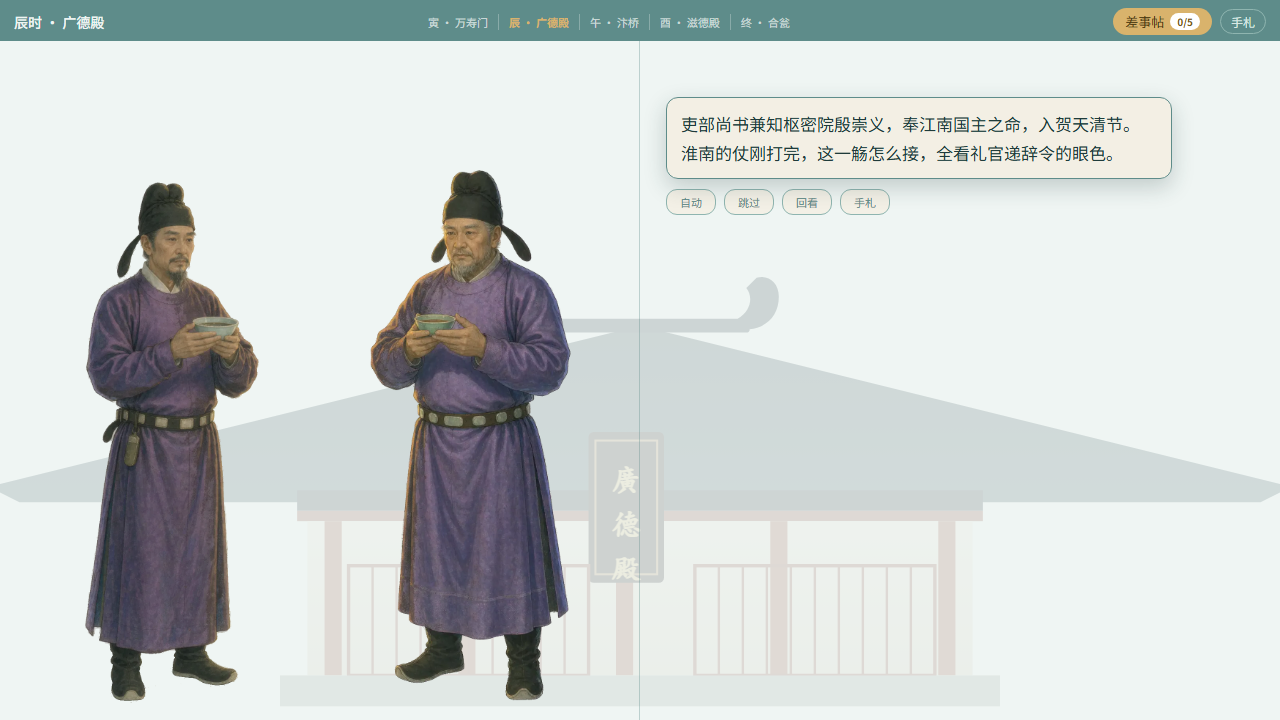 辰时 · 广德殿
寅 · 万寿门
辰 · 广德殿
午 · 汴桥
酉 · 滋德殿
终 · 合瓮
差事帖 0/5
手札
吏部尚书兼知枢密院殷崇义，奉江南国主之命，入贺天清节。
淮南的仗刚打完，这一觞怎么接，全看礼官递辞令的眼色。
自动
跳过
回看
手札
廣德殿